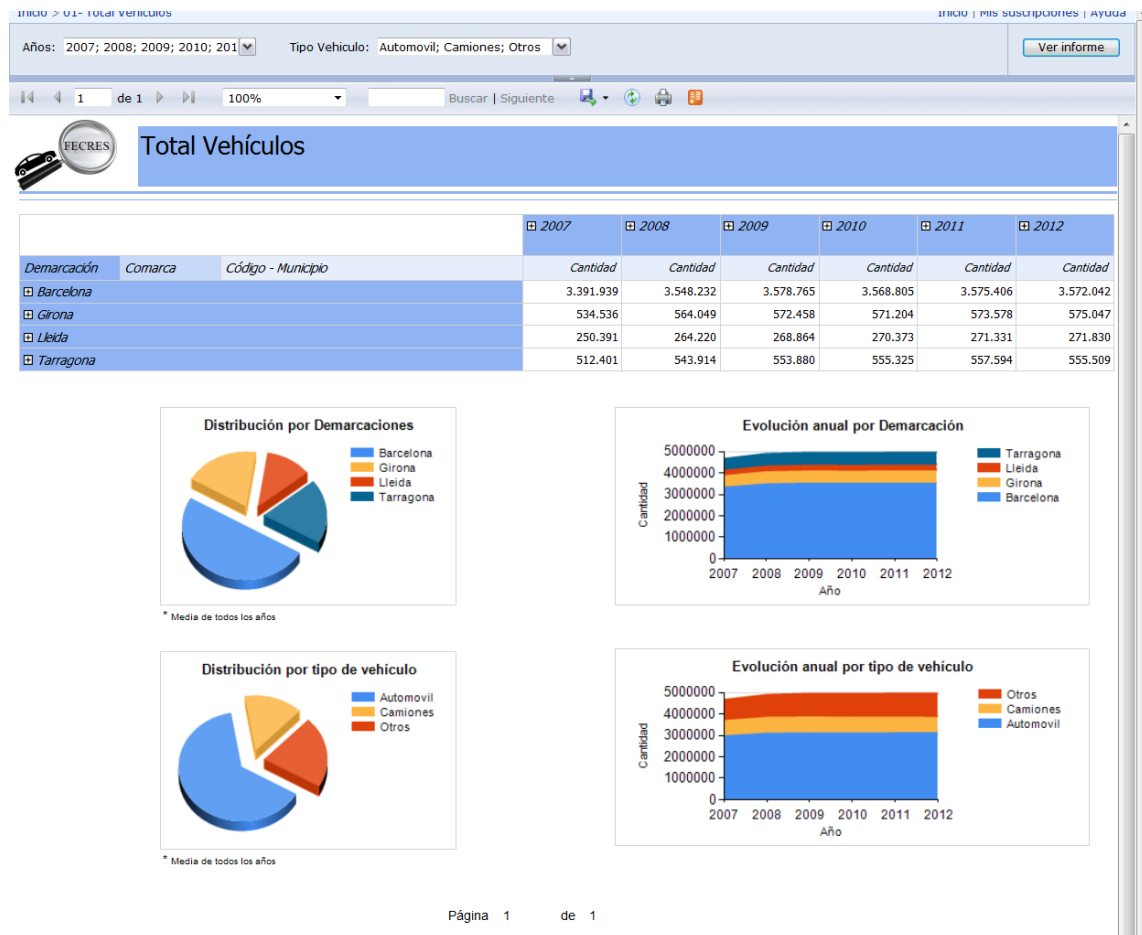 Inicio > 01- Total Vehiculos Inicio | Mis suscripciones | Ayuda
Años: 2007; 2008; 2009; 2010; 201 Tipo Vehiculo: Automovil; Camiones; Otros Ver informe
1 de 1 100% Buscar | Siguiente
FECRES
Total Vehículos
2007 2008 2009 2010 2011 2012
Demarcación Comarca Código - Municipio Cantidad Cantidad Cantidad Cantidad Cantidad Cantidad
Barcelona 3.391.939 3.548.232 3.578.765 3.568.805 3.575.406 3.572.042
Girona 534.536 564.049 572.458 571.204 573.578 575.047
Lleida 250.391 264.220 268.864 270.373 271.331 271.830
Tarragona 512.401 543.914 553.880 555.325 557.594 555.509
Distribución por Demarcaciones
Barcelona
Girona
Lleida
Tarragona
* Media de todos los años
Evolución anual por Demarcación
5000000
4000000
3000000
2000000
1000000
0
Cantidad
2007 2008 2009 2010 2011 2012
Año
Tarragona
Lleida
Girona
Barcelona
Distribución por tipo de vehículo
Automovil
Camiones
Otros
* Media de todos los años
Evolución anual por tipo de vehículo
5000000
4000000
3000000
2000000
1000000
0
Cantidad
2007 2008 2009 2010 2011 2012
Año
Otros
Camiones
Automovil
Página 1 de 1